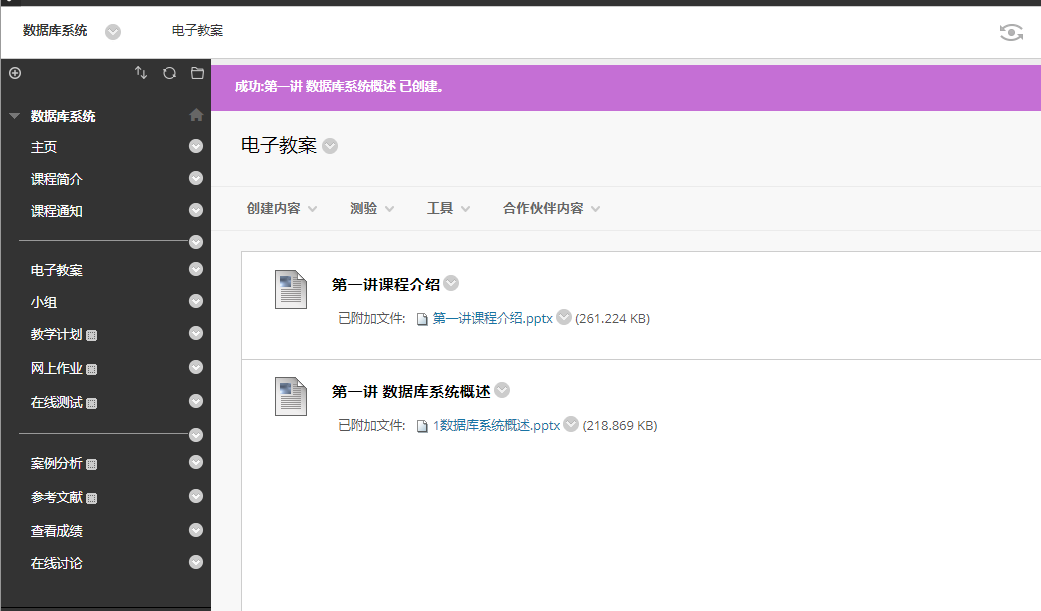 数据库系统 电子教案
数据库系统
主页
课程简介
课程通知
电子教案
小组
教学计划
网上作业
在线测试
案例分析
参考文献
查看成绩
在线讨论
成功:第一讲 数据库系统概述 已创建。
电子教案
创建内容 测验 工具 合作伙伴内容
第一讲课程介绍
已附加文件: 第一讲课程介绍.pptx (261.224 KB)
第一讲 数据库系统概述
已附加文件: 1数据库系统概述.pptx (218.869 KB)